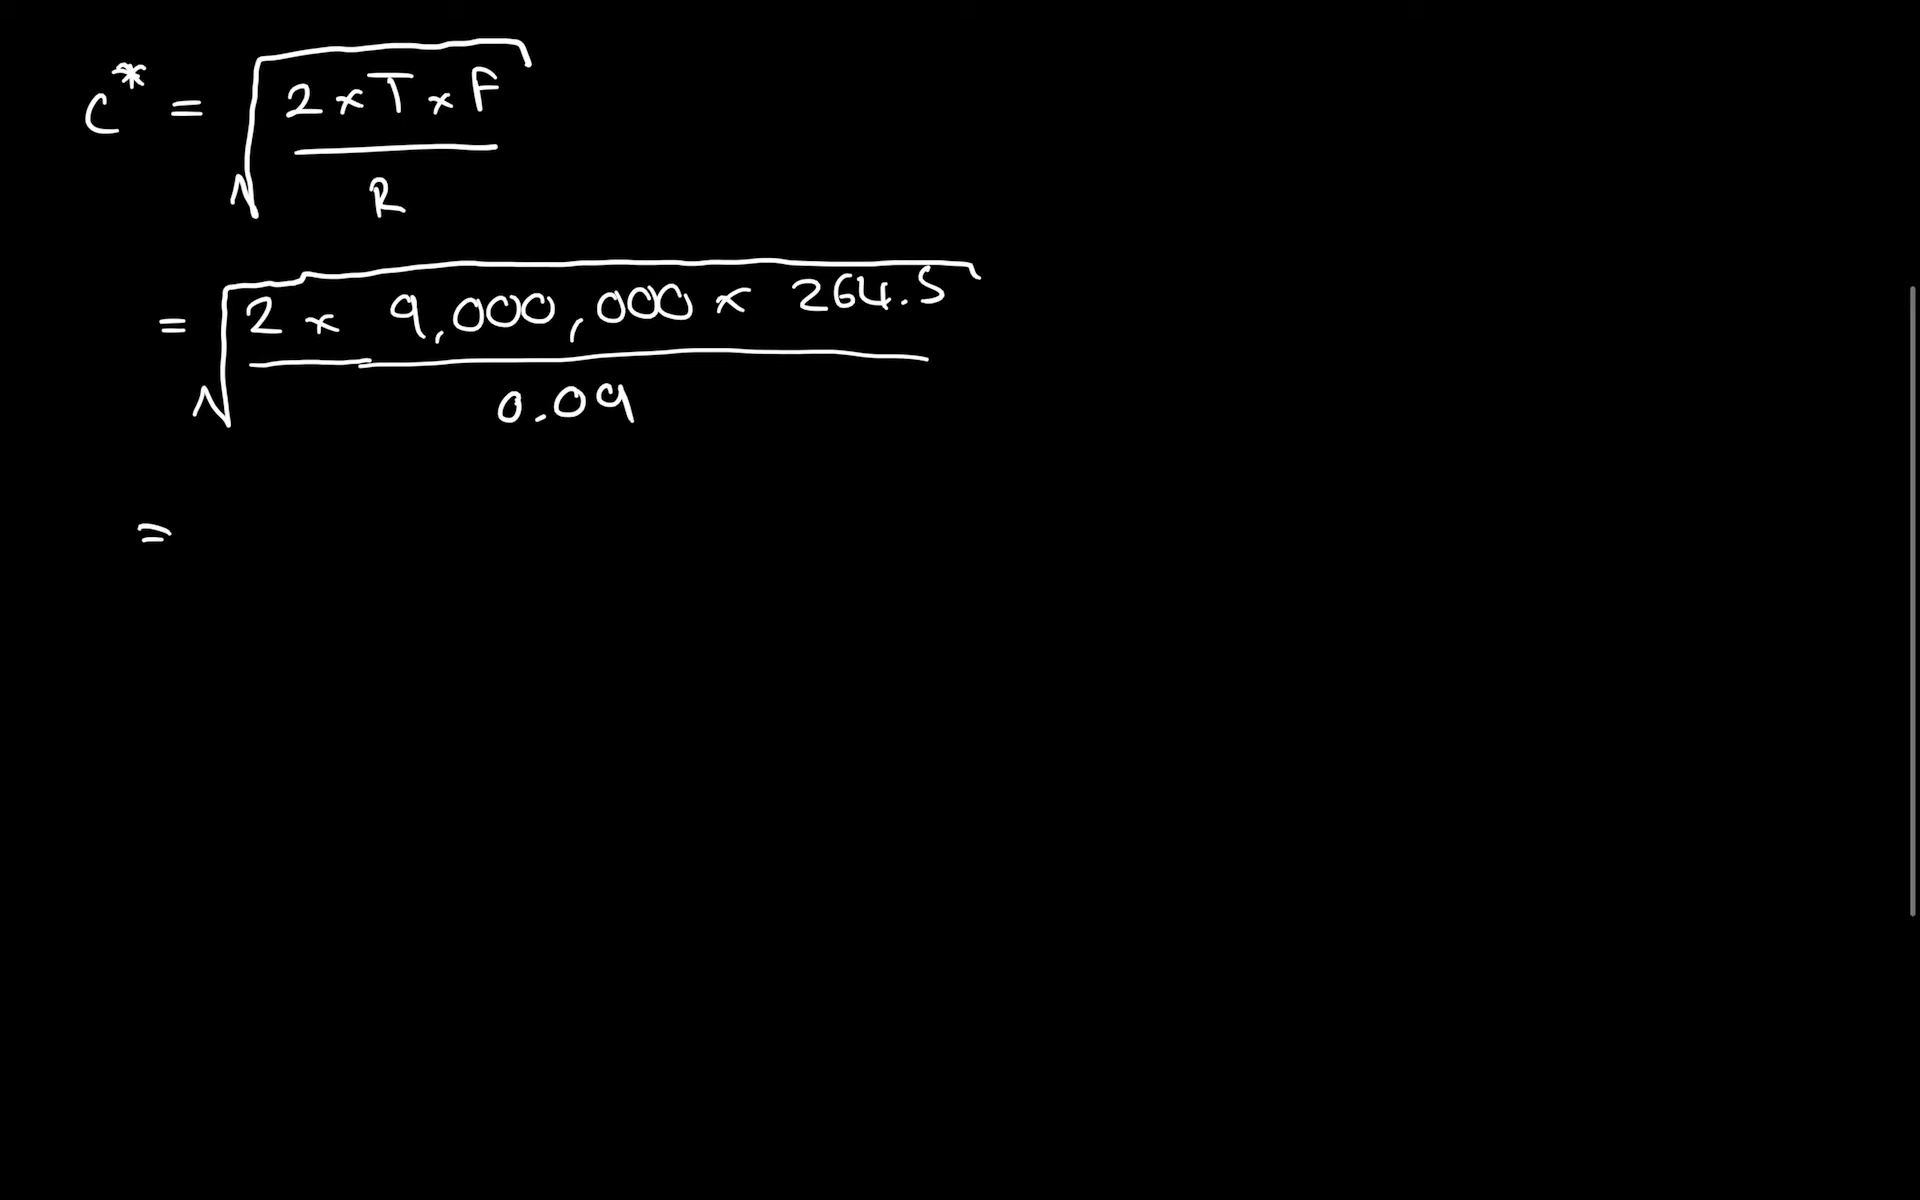 C* = √(2 × T × F / R)
= √(2 × 9,000,000 × 264.5 / 0.09)
=